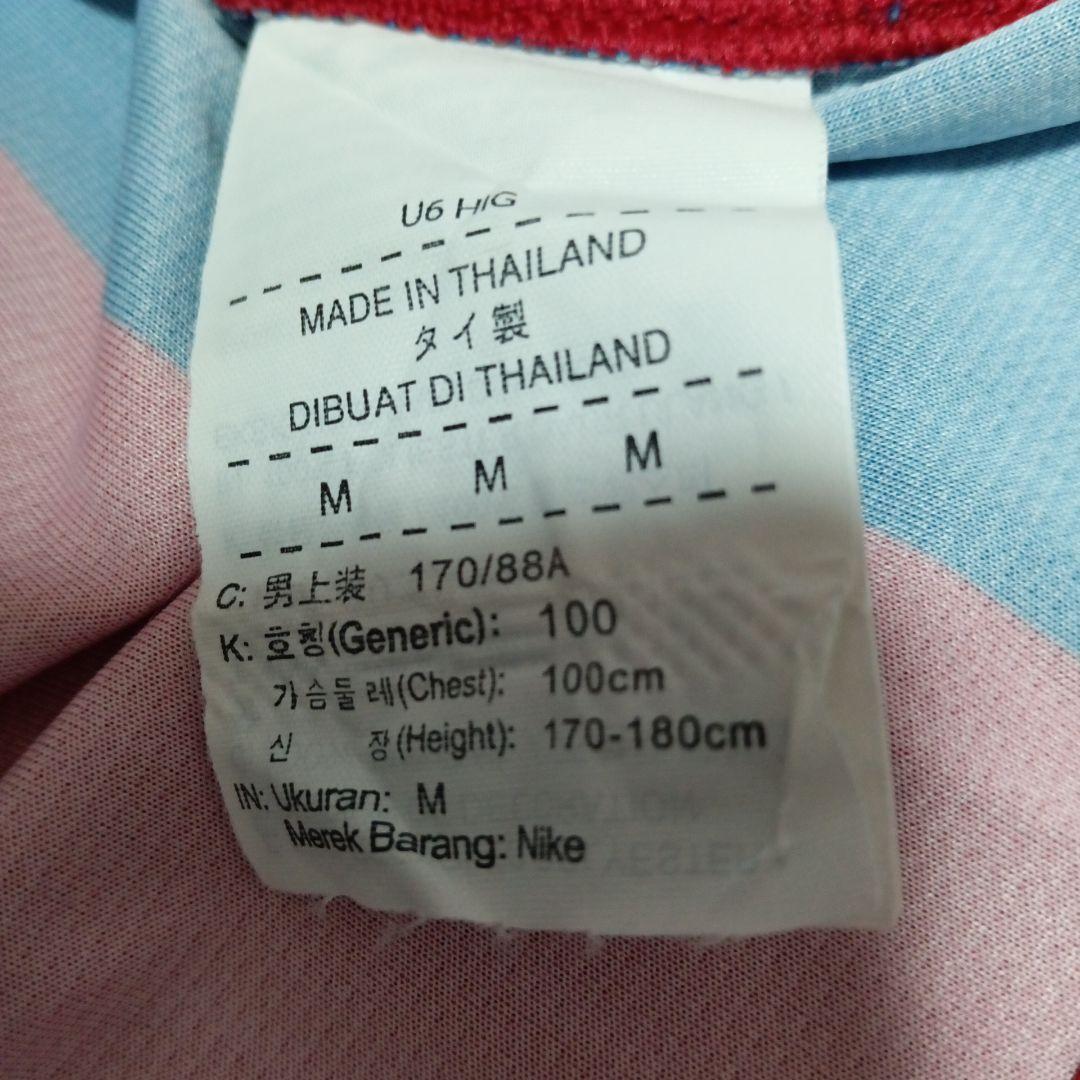 U6 H/G
MADE IN THAILAND
タイ製
DIBUAT DI THAILAND
M M M
C: 男上装 170/88A
K: 호칭(Generic): 100
가슴둘레(Chest): 100cm
신 장(Height): 170-180cm
IN: Ukuran: M
Merek Barang: Nike